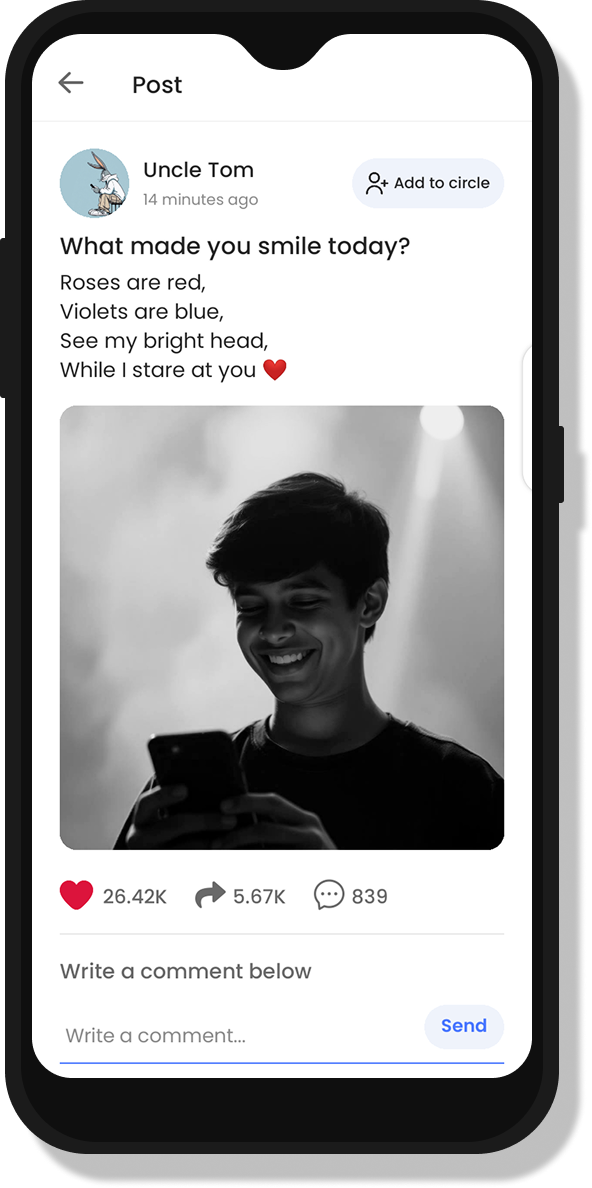 Post
Uncle Tom
14 minutes ago
Add to circle
What made you smile today?
Roses are red,
Violets are blue,
See my bright head,
While I stare at you ❤️
26.42K 5.67K 839
Write a comment below
Write a comment...
Send